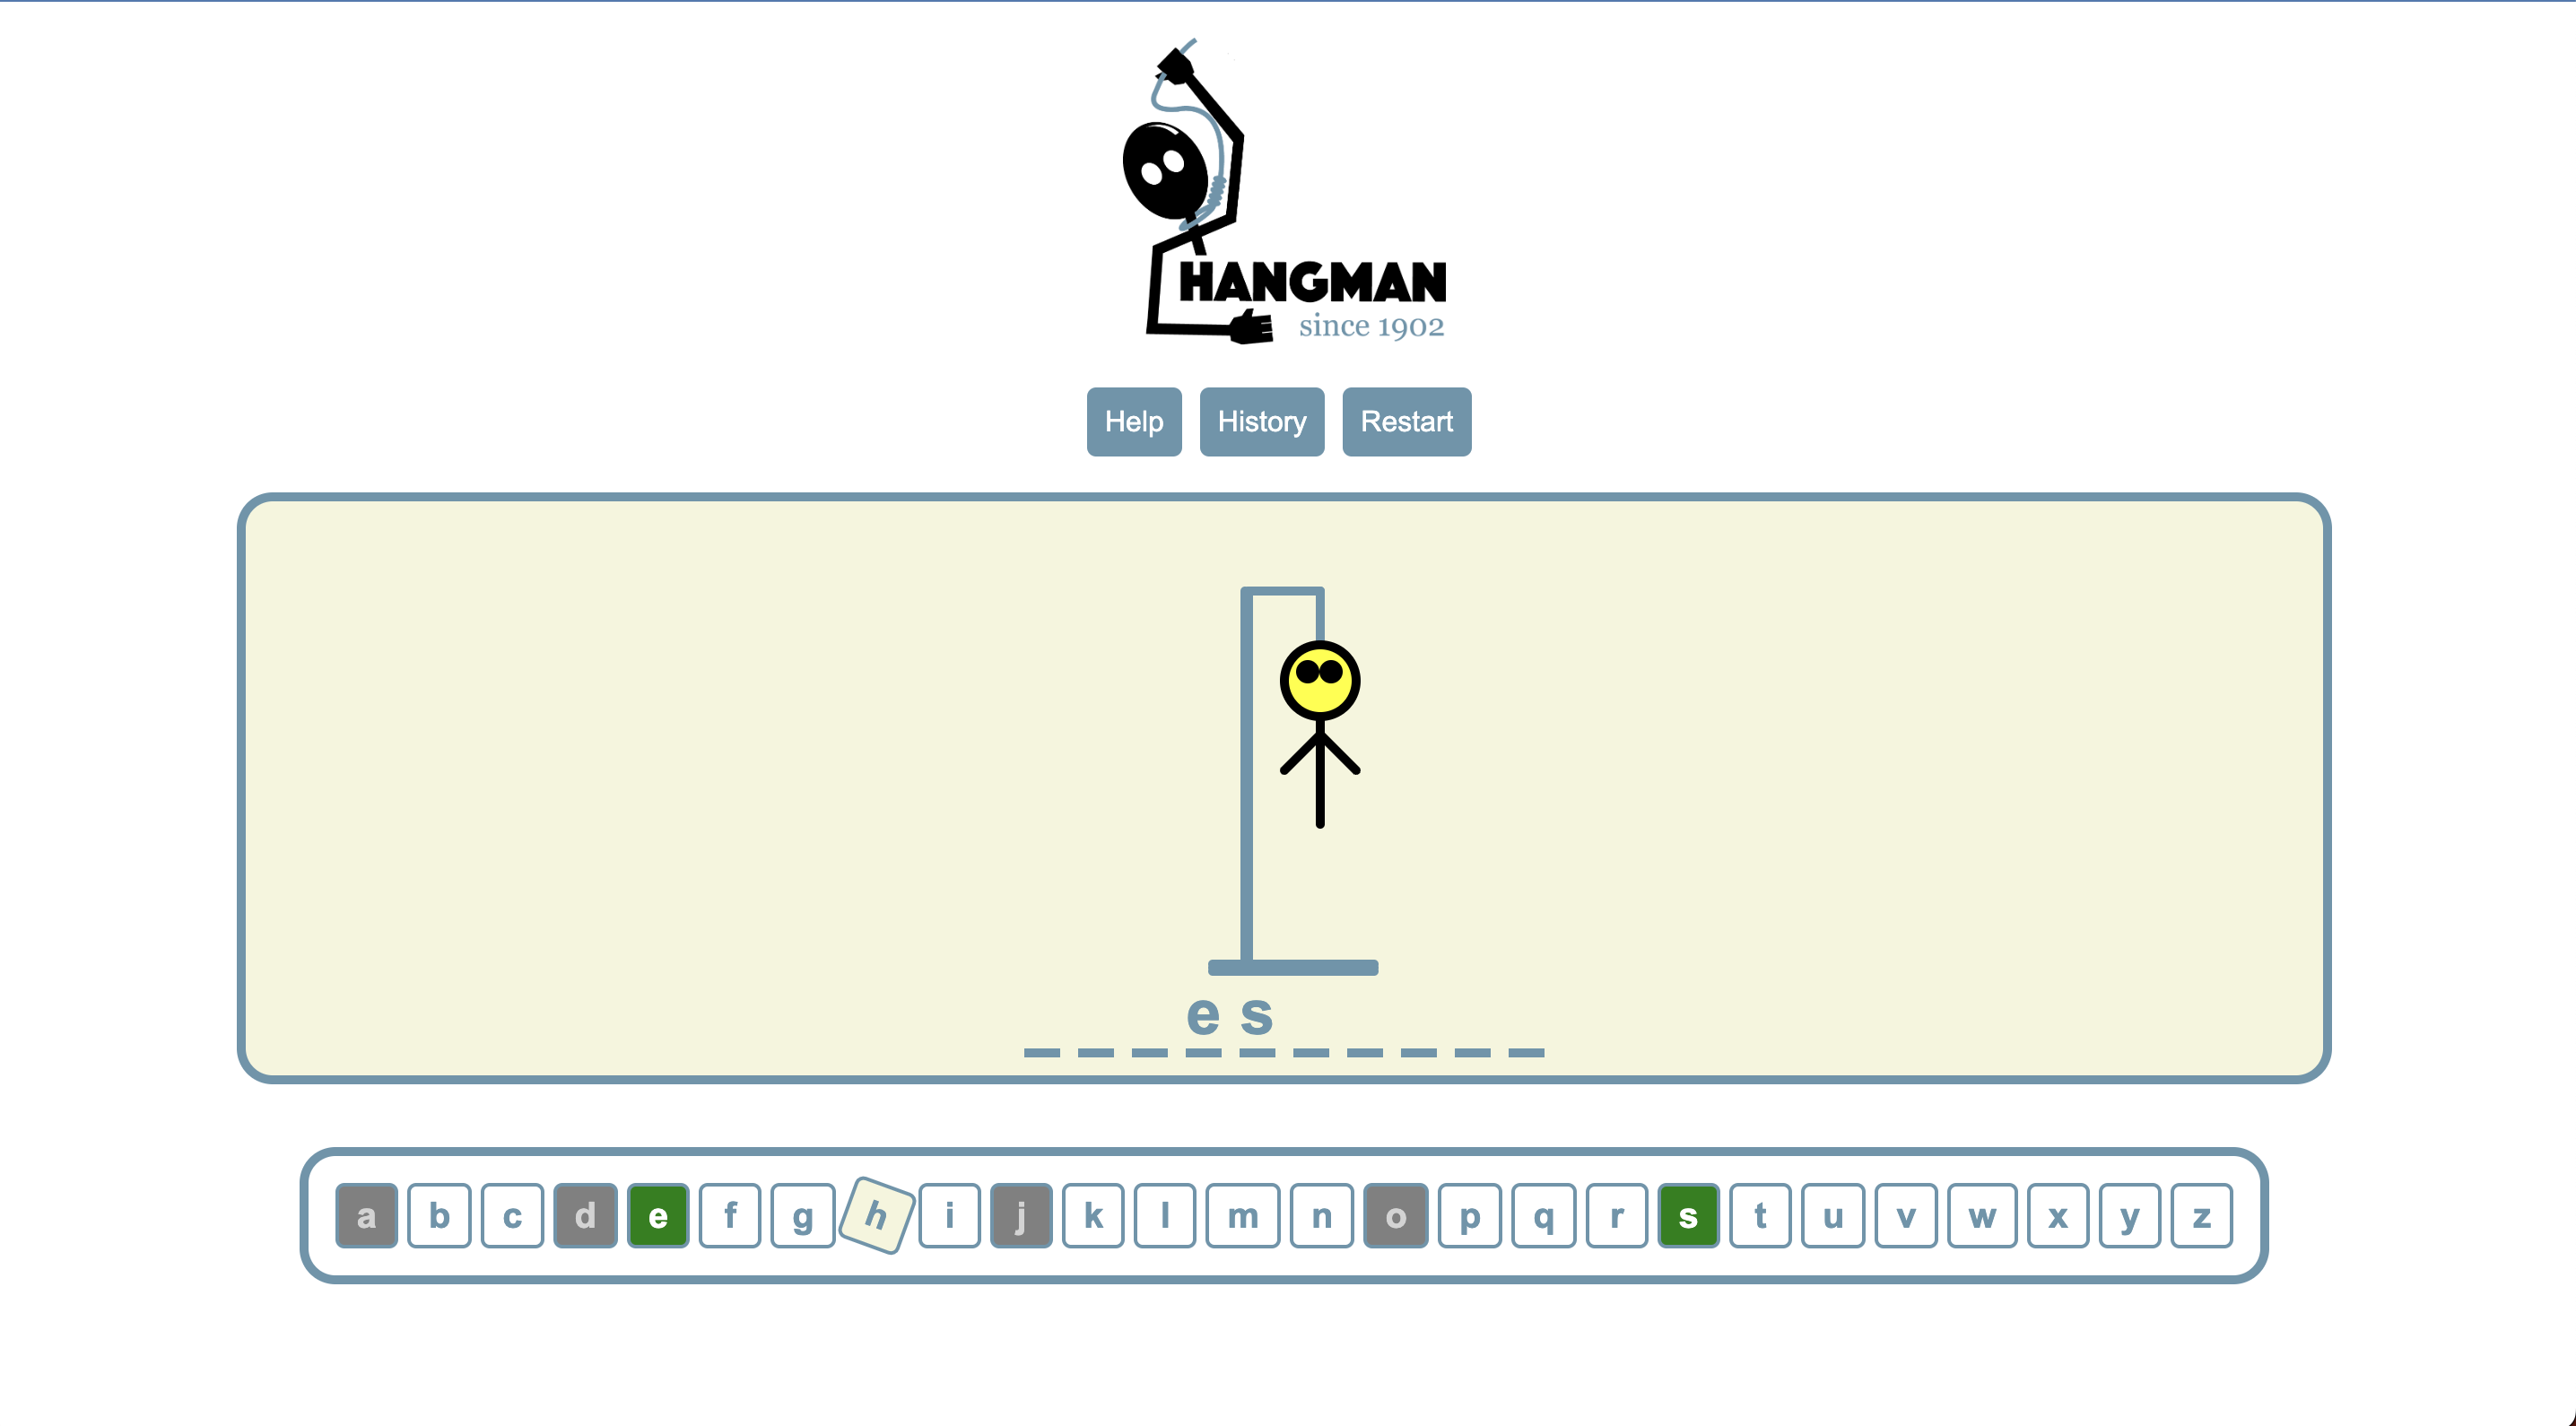 HANGMAN
since 1902
Help History Restart
e s
a b c d e f g h i j k l m n o p q r s t u v w x y z